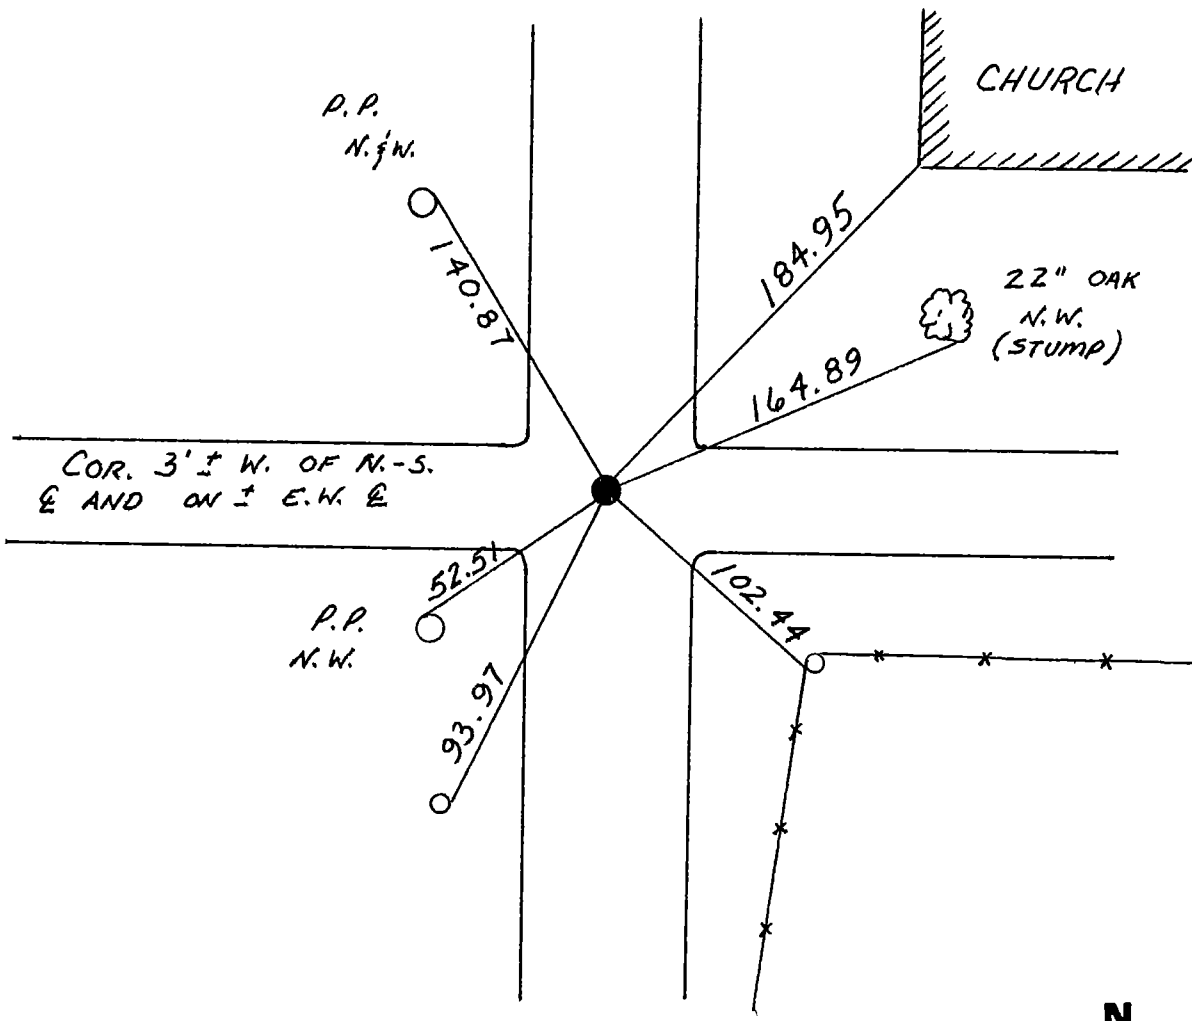 CHURCH
P.P.
N. & W.
184.95
140.87
22" OAK
N.W.
(STUMP)
164.89
COR. 3' ± W. OF N.-S.
℄ AND ON ± E.W. ℄
52.51
102.44
P.P.
N.W.
93.97
N